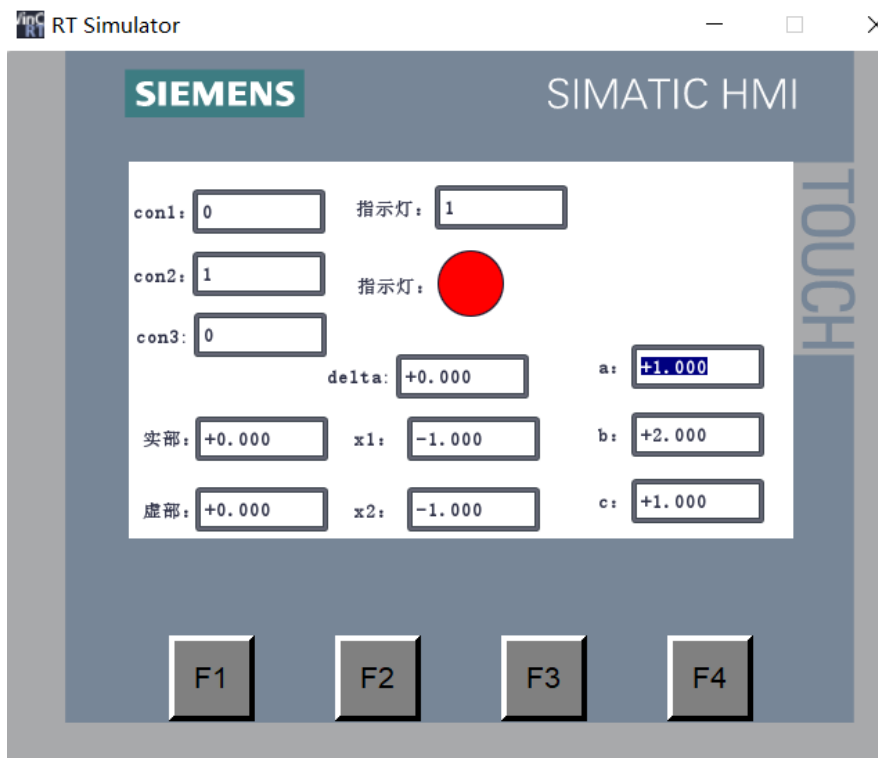 RT Simulator
SIEMENS
SIMATIC HMI
TOUCH
con1: 0
指示灯: 1
con2: 1
指示灯:
con3: 0
delta: +0.000
a: +1.000
实部: +0.000
x1: -1.000
b: +2.000
虚部: +0.000
x2: -1.000
c: +1.000
F1
F2
F3
F4